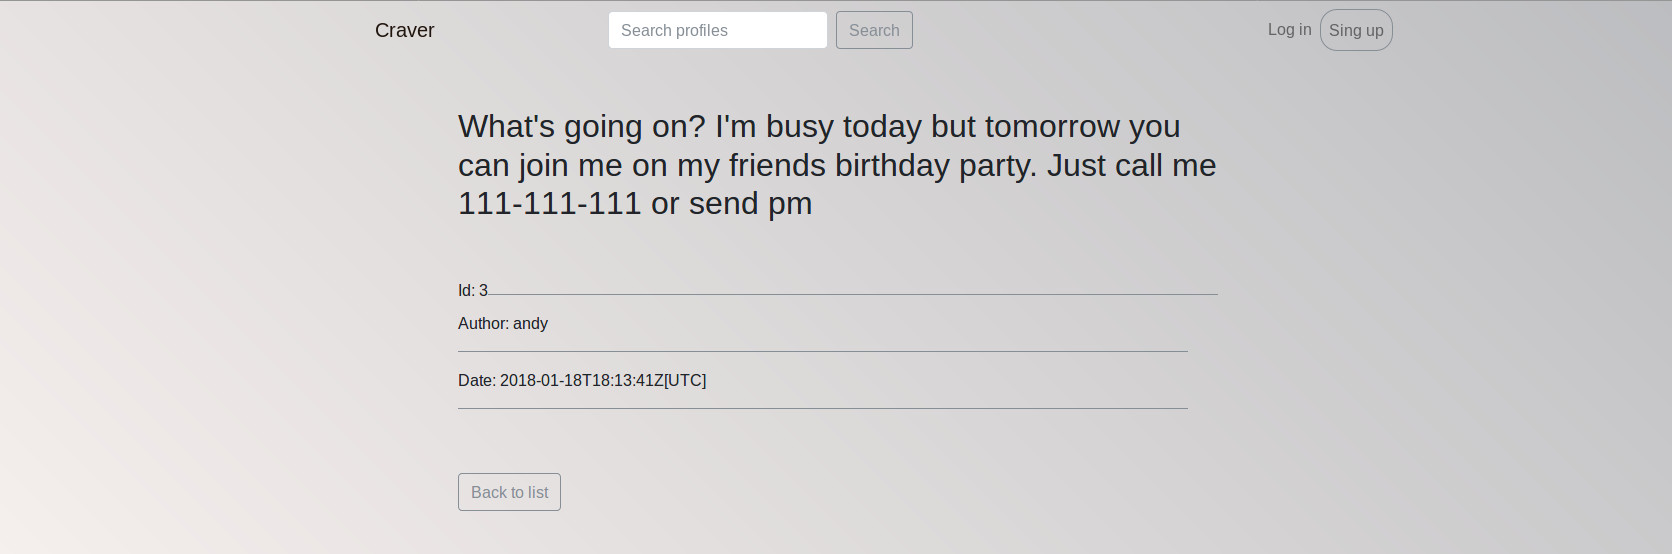 Craver
Search profiles
Search
Log in
Sing up
What's going on? I'm busy today but tomorrow you
can join me on my friends birthday party. Just call me
111-111-111 or send pm
Id: 3
Author: andy
Date: 2018-01-18T18:13:41Z[UTC]
Back to list